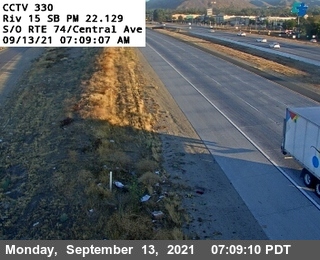 CCTV 330
Riv 15 SB PM 22.129
S/O RTE 74/Central Ave
09/13/21 07:09:07 AM
Monday, September 13, 2021 07:09:10 PDT